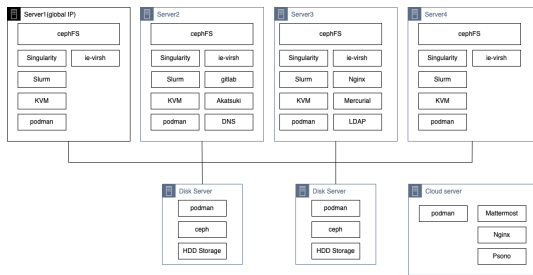 Server1(global IP)
cephFS
Singularity
ie-virsh
Slurm
KVM
podman
Server2
cephFS
Singularity
ie-virsh
Slurm
gitlab
KVM
Akatsuki
podman
DNS
Server3
cephFS
Singularity
ie-virsh
Slurm
Nginx
KVM
Mercurial
podman
LDAP
Server4
cephFS
Singularity
ie-virsh
Slurm
KVM
podman
Disk Server
podman
ceph
HDD Storage
Disk Server
podman
ceph
HDD Storage
Cloud server
podman
Mattermost
Nginx
Psono